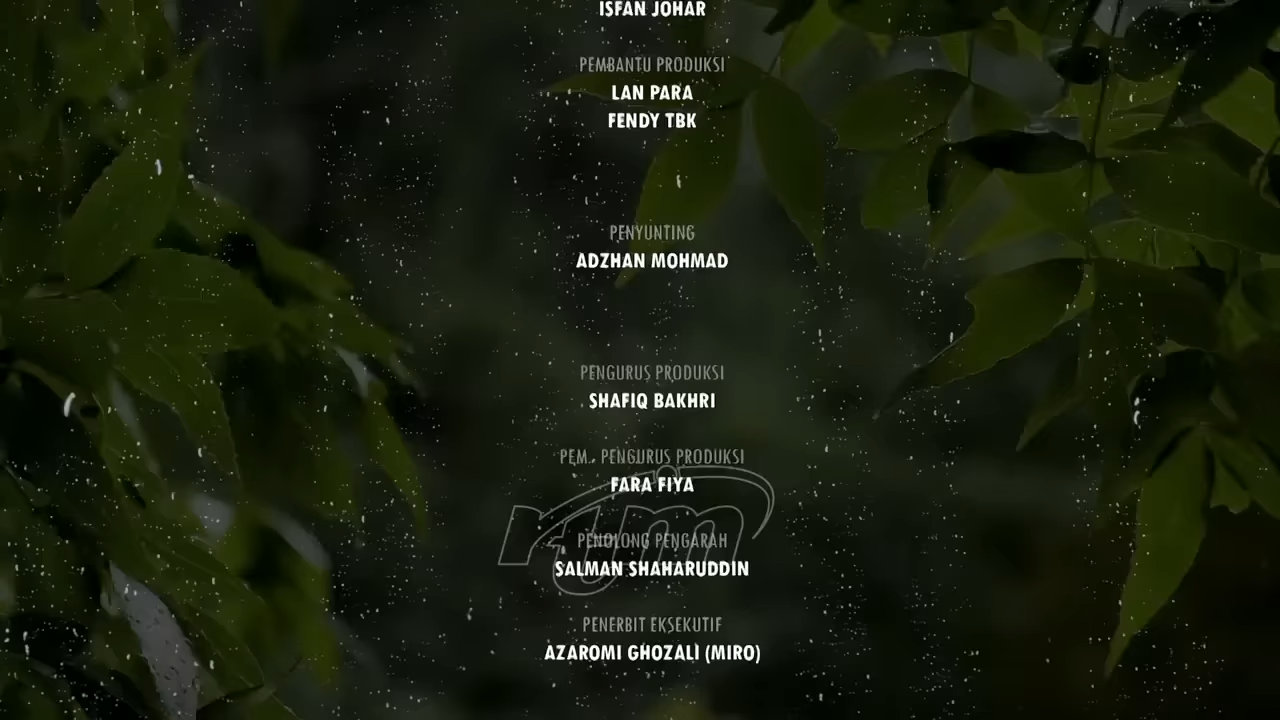 ISFAN JOHAR
PEMBANTU PRODUKSI
LAN PARA
FENDY TBK
PENYUNTING
ADZHAN MOHMAD
PENGURUS PRODUKSI
SHAFIQ BAKHRI
PEM. PENGURUS PRODUKSI
FARA FIYA
rtm
PENOLONG PENGARAH
SALMAN SHAHARUDDIN
PENERBIT EKSEKUTIF
AZAROMI GHOZALI (MIRO)